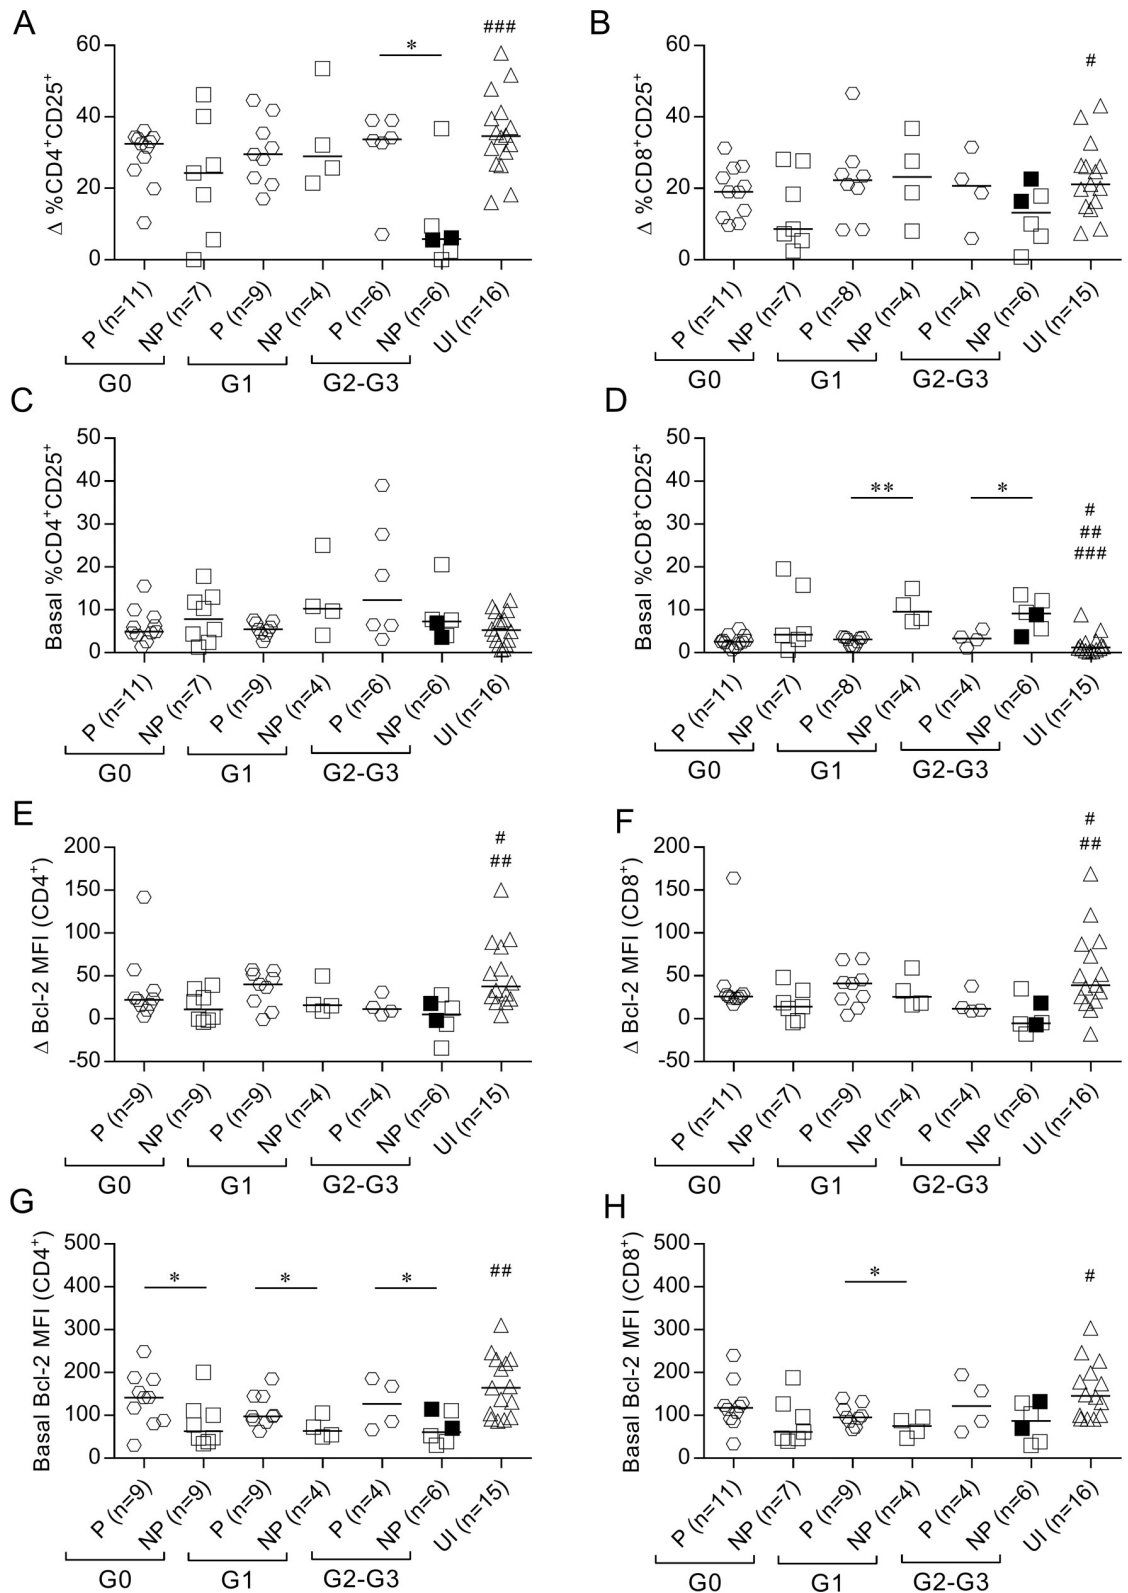 A
###
*
60
40
20
0
Δ %CD4⁺CD25⁺
P (n=11)
NP (n=7)
P (n=9)
NP (n=4)
P (n=6)
NP (n=6)
UI (n=16)
G0
G1
G2-G3
B
#
60
40
20
0
Δ %CD8⁺CD25⁺
P (n=11)
NP (n=7)
P (n=8)
NP (n=4)
P (n=4)
NP (n=6)
UI (n=15)
G0
G1
G2-G3
C
50
40
30
20
10
0
Basal %CD4⁺CD25⁺
P (n=11)
NP (n=7)
P (n=9)
NP (n=4)
P (n=6)
NP (n=6)
UI (n=16)
G0
G1
G2-G3
D
**
*
#
##
###
50
40
30
20
10
0
Basal %CD8⁺CD25⁺
P (n=11)
NP (n=7)
P (n=8)
NP (n=4)
P (n=4)
NP (n=6)
UI (n=15)
G0
G1
G2-G3
E
#
##
200
150
100
50
0
-50
Δ Bcl-2 MFI (CD4⁺)
P (n=9)
NP (n=9)
P (n=9)
NP (n=4)
P (n=4)
NP (n=6)
UI (n=15)
G0
G1
G2-G3
F
#
##
200
150
100
50
0
-50
Δ Bcl-2 MFI (CD8⁺)
P (n=11)
NP (n=7)
P (n=9)
NP (n=4)
P (n=4)
NP (n=6)
UI (n=16)
G0
G1
G2-G3
G
*
*
*
##
500
400
300
200
100
0
Basal Bcl-2 MFI (CD4⁺)
P (n=9)
NP (n=9)
P (n=9)
NP (n=4)
P (n=4)
NP (n=6)
UI (n=15)
G0
G1
G2-G3
H
*
#
500
400
300
200
100
0
Basal Bcl-2 MFI (CD8⁺)
P (n=11)
NP (n=7)
P (n=9)
NP (n=4)
P (n=4)
NP (n=6)
UI (n=16)
G0
G1
G2-G3